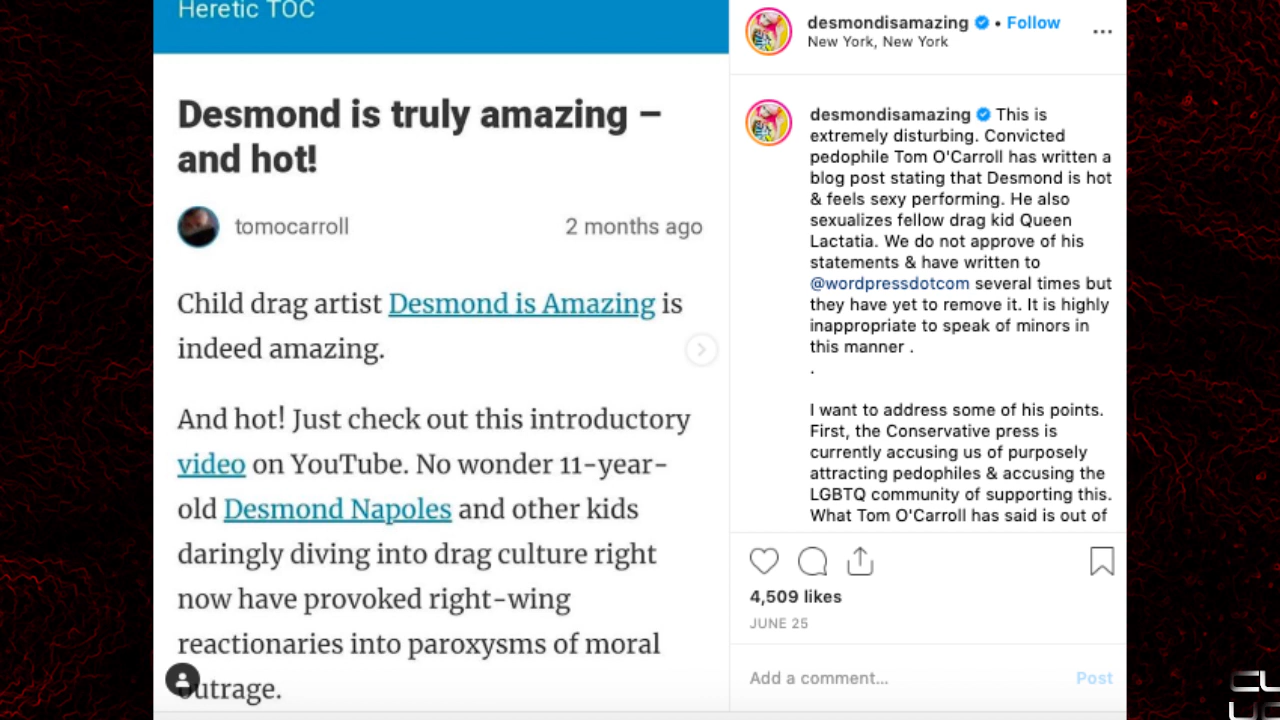 Heretic TOC
Desmond is truly amazing –
and hot!
tomocarroll 2 months ago
Child drag artist Desmond is Amazing is
indeed amazing.
And hot! Just check out this introductory
video on YouTube. No wonder 11-year-
old Desmond Napoles and other kids
daringly diving into drag culture right
now have provoked right-wing
reactionaries into paroxysms of moral
outrage.
desmondisamazing • Follow
New York, New York
desmondisamazing This is
extremely disturbing. Convicted
pedophile Tom O'Carroll has written a
blog post stating that Desmond is hot
& feels sexy performing. He also
sexualizes fellow drag kid Queen
Lactatia. We do not approve of his
statements & have written to
@wordpressdotcom several times but
they have yet to remove it. It is highly
inappropriate to speak of minors in
this manner .
.
I want to address some of his points.
First, the Conservative press is
currently accusing us of purposely
attracting pedophiles & accusing the
LGBTQ community of supporting this.
What Tom O'Carroll has said is out of
4,509 likes
JUNE 25
Add a comment... Post